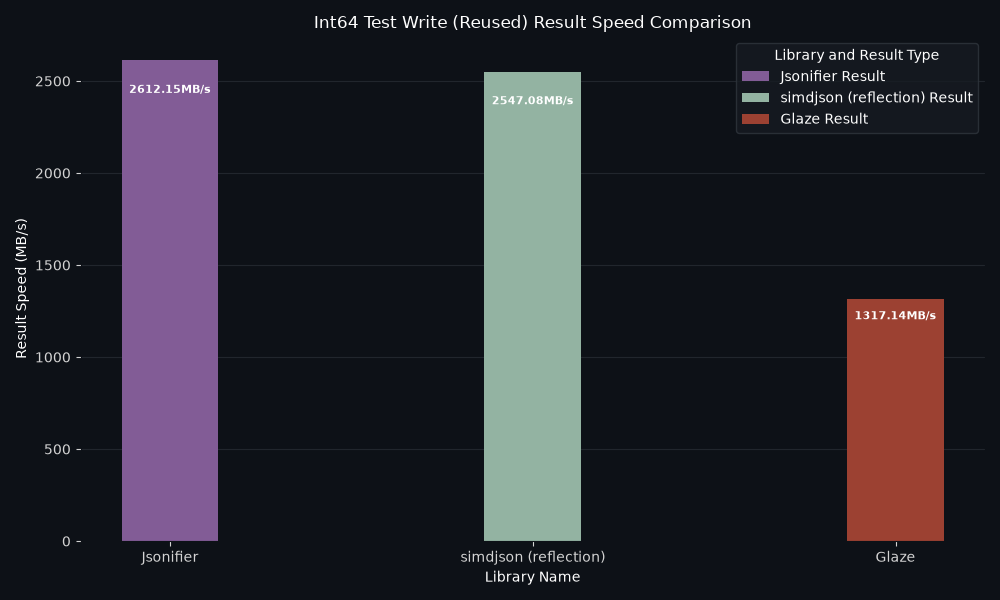 Int64 Test Write (Reused) Result Speed Comparison
Library and Result Type
Jsonifier Result
simdjson (reflection) Result
Glaze Result
2612.15MB/s
2547.08MB/s
1317.14MB/s
Result Speed (MB/s)
2500
2000
1500
1000
500
0
Jsonifier
simdjson (reflection)
Glaze
Library Name